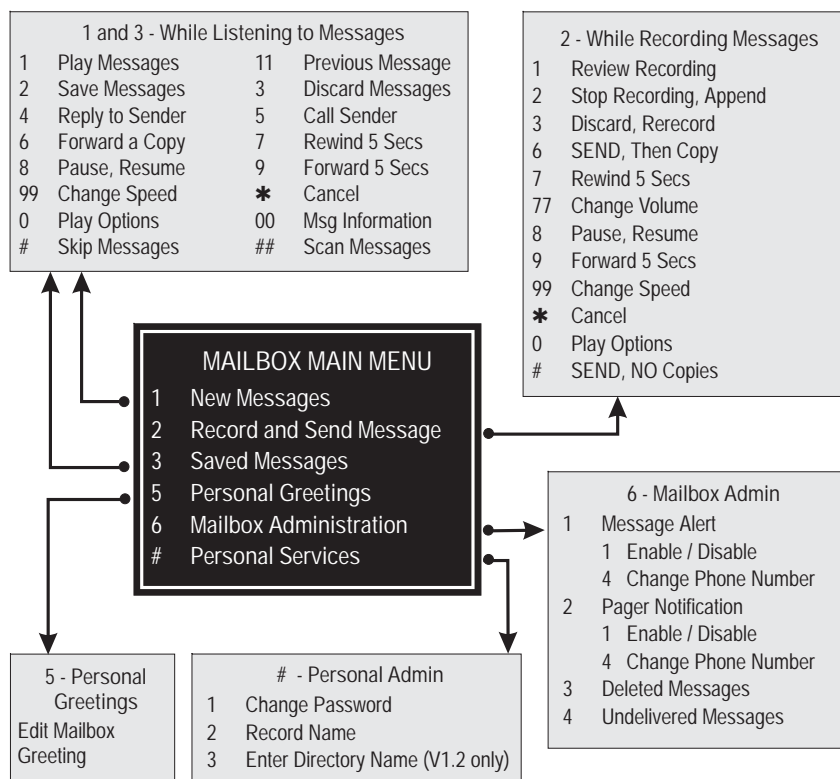 1 and 3 - While Listening to Messages
1 Play Messages 11 Previous Message
2 Save Messages 3 Discard Messages
4 Reply to Sender 5 Call Sender
6 Forward a Copy 7 Rewind 5 Secs
8 Pause, Resume 9 Forward 5 Secs
99 Change Speed ✱ Cancel
0 Play Options 00 Msg Information
# Skip Messages ## Scan Messages
2 - While Recording Messages
1 Review Recording
2 Stop Recording, Append
3 Discard, Rerecord
6 SEND, Then Copy
7 Rewind 5 Secs
77 Change Volume
8 Pause, Resume
9 Forward 5 Secs
99 Change Speed
✱ Cancel
0 Play Options
# SEND, NO Copies
MAILBOX MAIN MENU
1 New Messages
2 Record and Send Message
3 Saved Messages
5 Personal Greetings
6 Mailbox Administration
# Personal Services
6 - Mailbox Admin
1 Message Alert
1 Enable / Disable
4 Change Phone Number
2 Pager Notification
1 Enable / Disable
4 Change Phone Number
3 Deleted Messages
4 Undelivered Messages
5 - Personal
Greetings
Edit Mailbox
Greeting
# - Personal Admin
1 Change Password
2 Record Name
3 Enter Directory Name (V1.2 only)